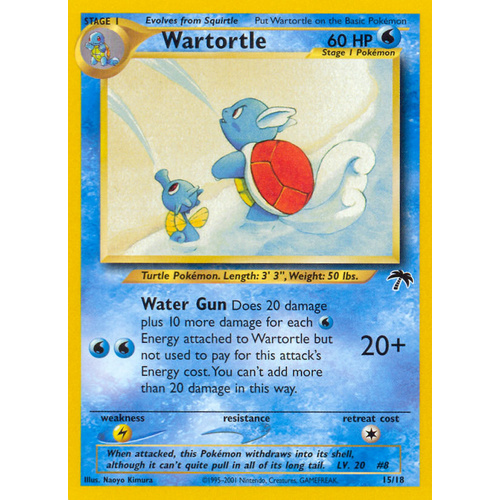 STAGE 1 Evolves from Squirtle Put Wartortle on the Basic Pokémon
Wartortle 60 HP
Stage 1 Pokémon
Turtle Pokémon. Length: 3' 3", Weight: 50 lbs.
Water Gun Does 20 damage
plus 10 more damage for each
Energy attached to Wartortle but
not used to pay for this attack's
Energy cost. You can't add more
than 20 damage in this way.
20+
weakness resistance retreat cost
When attacked, this Pokémon withdraws into its shell,
although it can't quite pull in all of its long tail. LV. 20 #8
Illus. Naoyo Kimura ©1995-2001 Nintendo, Creatures, GAMEFREAK. 15/18